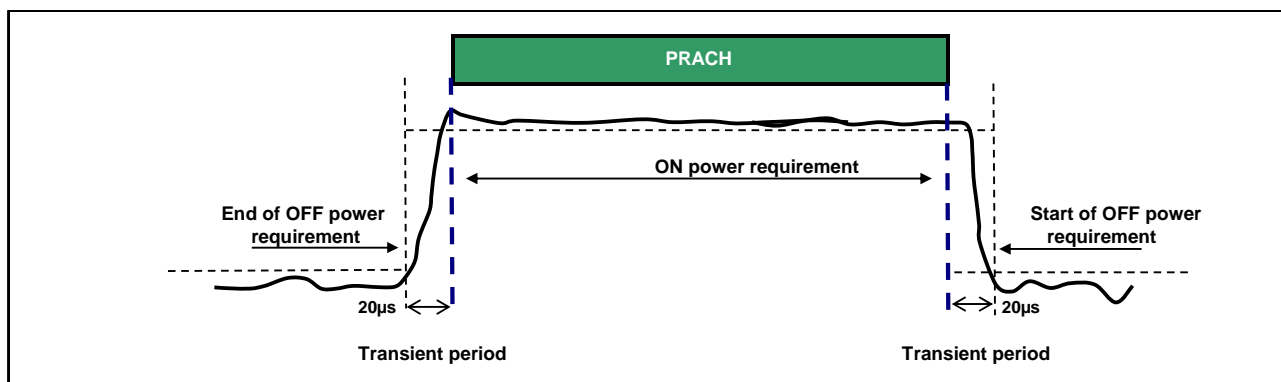 PRACH
ON power requirement
End of OFF power
requirement
Start of OFF power
requirement
20µs
20µs
Transient period
Transient period